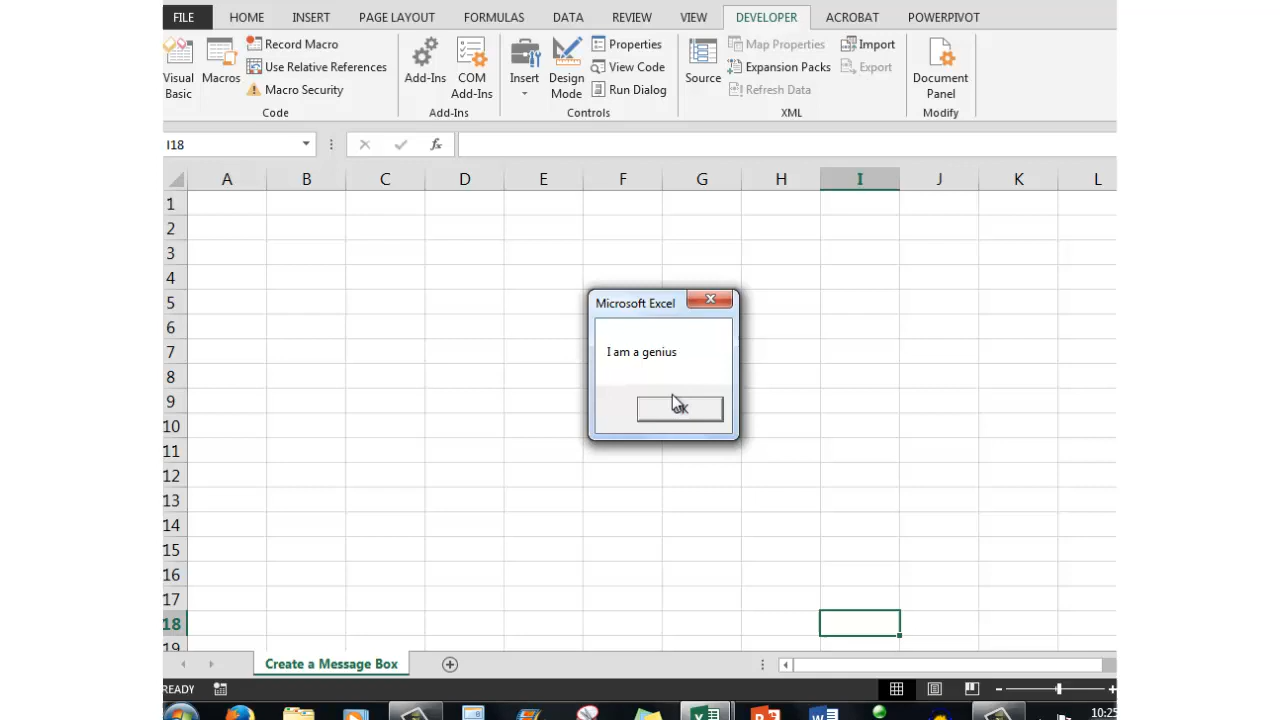 FILE HOME INSERT PAGE LAYOUT FORMULAS DATA REVIEW VIEW DEVELOPER ACROBAT POWERPIVOT
Visual Basic
Macros
Record Macro
Use Relative References
Macro Security
Code
Add-Ins
COM Add-Ins
Add-Ins
Insert
Design Mode
Properties
View Code
Run Dialog
Controls
Source
Map Properties
Expansion Packs
Refresh Data
Import
Export
XML
Document Panel
Modify
I18
fx
A B C D E F G H I J K L
1
2
3
4
5
6
7
8
9
10
11
12
13
14
15
16
17
18
19
Microsoft Excel
I am a genius
OK
Create a Message Box
READY
10:25